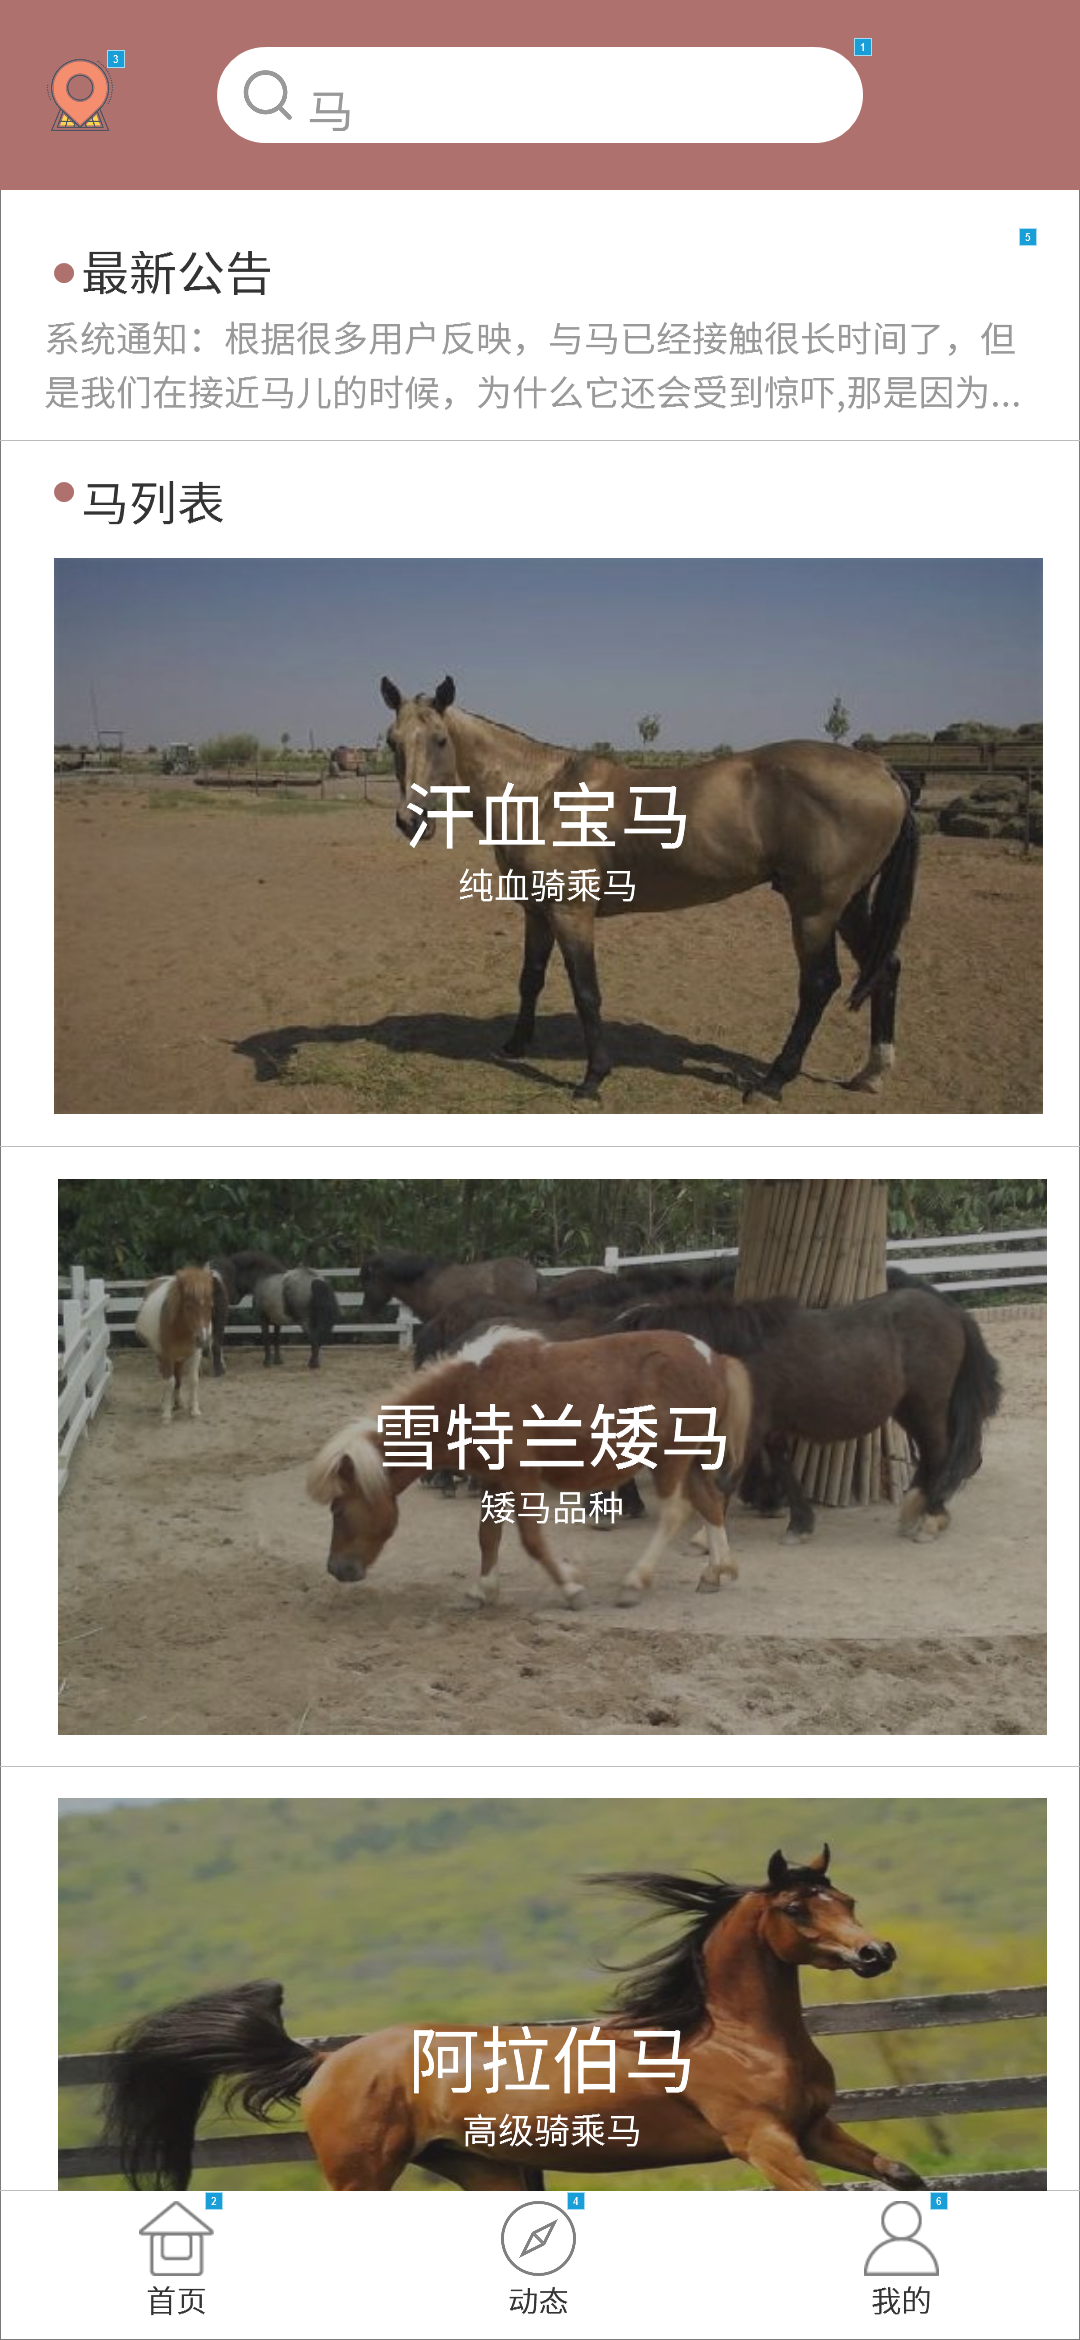 3
1
马
5
最新公告
系统通知：根据很多用户反映，与马已经接触很长时间了，但
是我们在接近马儿的时候，为什么它还会受到惊吓,那是因为...
马列表
汗血宝马
纯血骑乘马
雪特兰矮马
矮马品种
阿拉伯马
高级骑乘马
2
4
6
首页
动态
我的